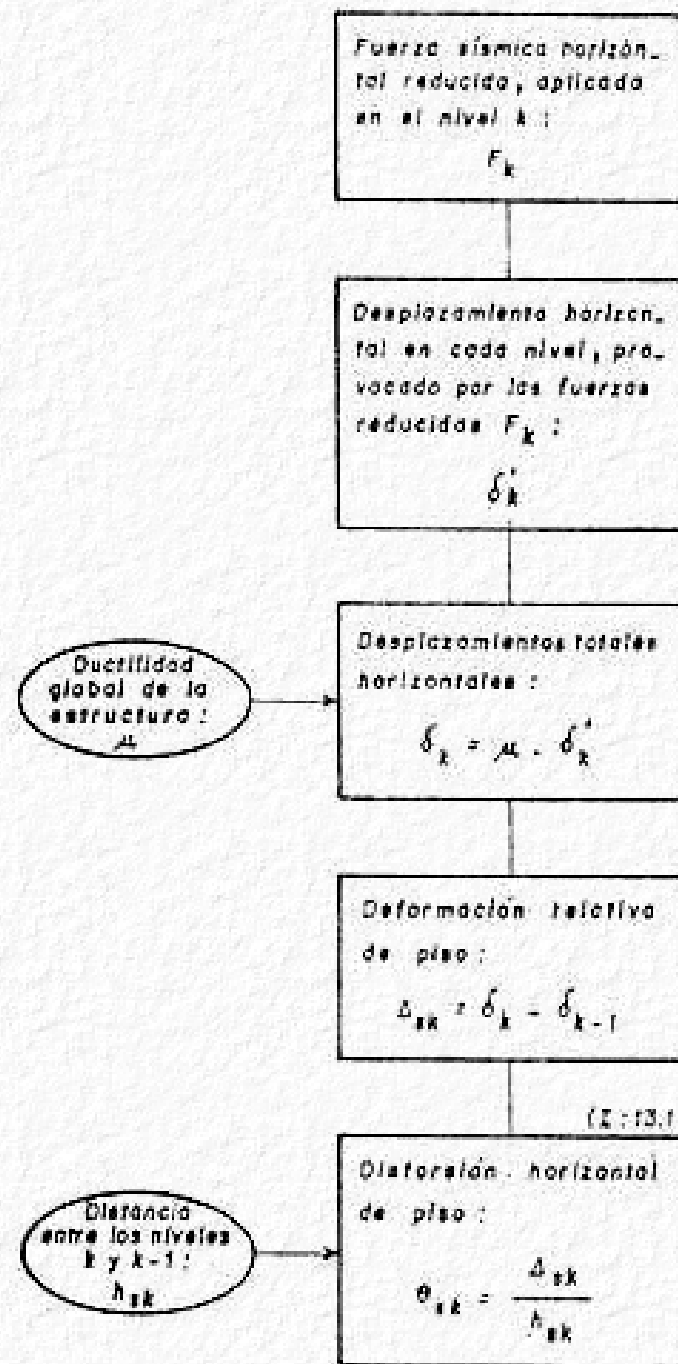 Fuerza sísmica horizon_
tal reducida, aplicada
en el nivel k :
F_k
Desplazamiento horizon_
tal en cada nivel, pro_
vocado por las fuerzas
reducidas F_k :
δ'_k
Ductilidad
global de la
estructura :
μ
Desplazamientos totales
horizontales :
δ_k = μ . δ'_k
Deformación relativa
de piso :
Δ_sk = δ_k - δ_k-1
(I : 13.1
Distancia
entre los niveles
k y k-1 :
h_sk
Distorsión horizontal
de piso :
θ_sk = Δ_sk / h_sk